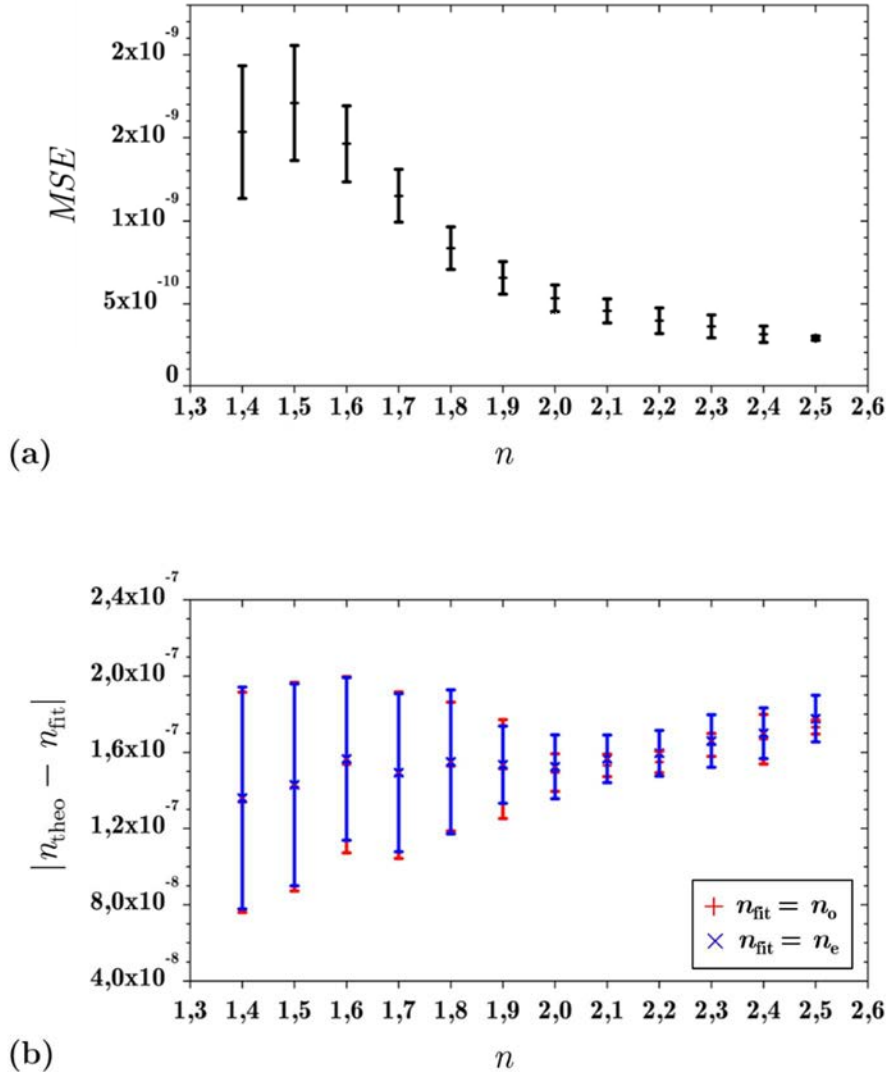 2x10 -9
2x10 -9
MSE
1x10 -9
5x10 -10
0
1,3 1,4 1,5 1,6 1,7 1,8 1,9 2,0 2,1 2,2 2,3 2,4 2,5 2,6
(a)
n
2,4x10 -7
2,0x10 -7
1,6x10 -7
|n_theo − n_fit|
1,2x10 -7
8,0x10 -8
4,0x10 -8
n_fit = n_o
n_fit = n_e
1,3 1,4 1,5 1,6 1,7 1,8 1,9 2,0 2,1 2,2 2,3 2,4 2,5 2,6
(b)
n